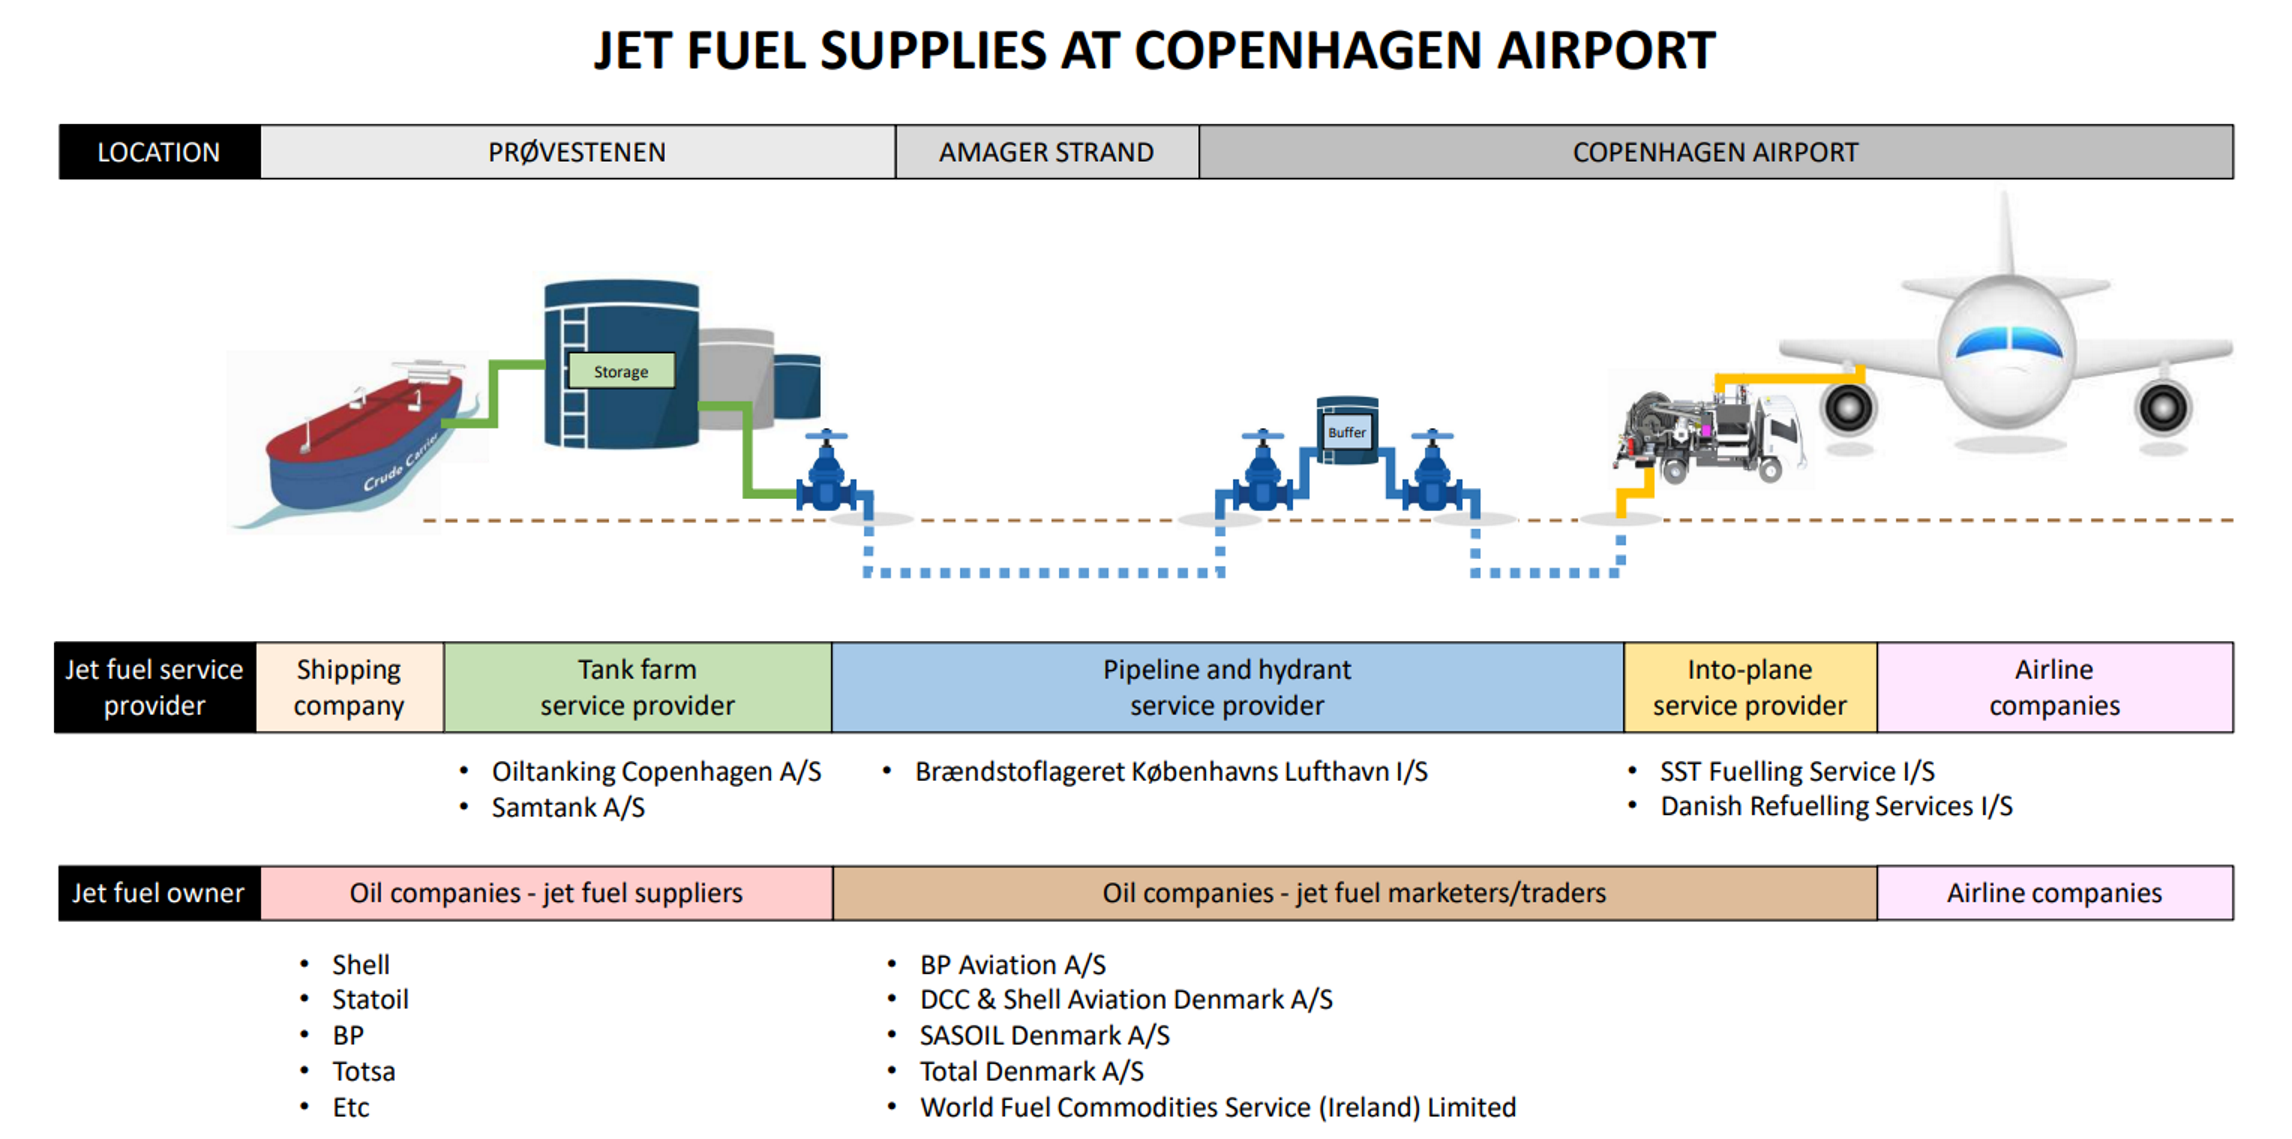 JET FUEL SUPPLIES AT COPENHAGEN AIRPORT
LOCATION
PRØVESTENEN
AMAGER STRAND
COPENHAGEN AIRPORT
Storage
Crude Carrier
Buffer
Jet fuel service
provider
Shipping
company
Tank farm
service provider
Pipeline and hydrant
service provider
Into-plane
service provider
Airline
companies
• Oiltanking Copenhagen A/S
• Samtank A/S
• Brændstoflageret Københavns Lufthavn I/S
• SST Fuelling Service I/S
• Danish Refuelling Services I/S
Jet fuel owner
Oil companies - jet fuel suppliers
Oil companies - jet fuel marketers/traders
Airline companies
• Shell
• Statoil
• BP
• Totsa
• Etc
• BP Aviation A/S
• DCC & Shell Aviation Denmark A/S
• SASOIL Denmark A/S
• Total Denmark A/S
• World Fuel Commodities Service (Ireland) Limited